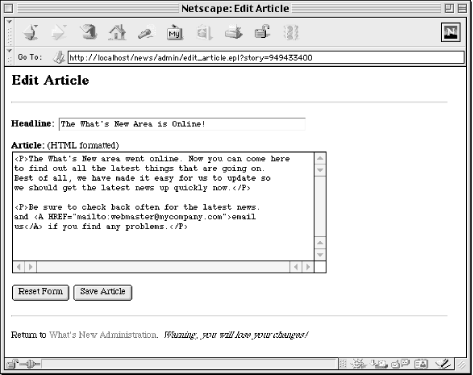 Netscape: Edit Article
My
N
Go To: http://localhost/news/admin/edit_article.epl?story=949433400
Edit Article
Headline: The What's New Area is Online!
Article: (HTML formatted)
<P>The What's New area went online. Now you can come here
to find out all the latest things that are going on.
Best of all, we have made it easy for us to update so
we should get the latest news up quickly now.</P>
<P>Be sure to check back often for the latest news.
and <A HREF="mailto:webmaster@mycompany.com">email
us</A> if you find any problems.</P>
Reset Form Save Article
Return to What's New Administration. Warning, you will lose your changes!